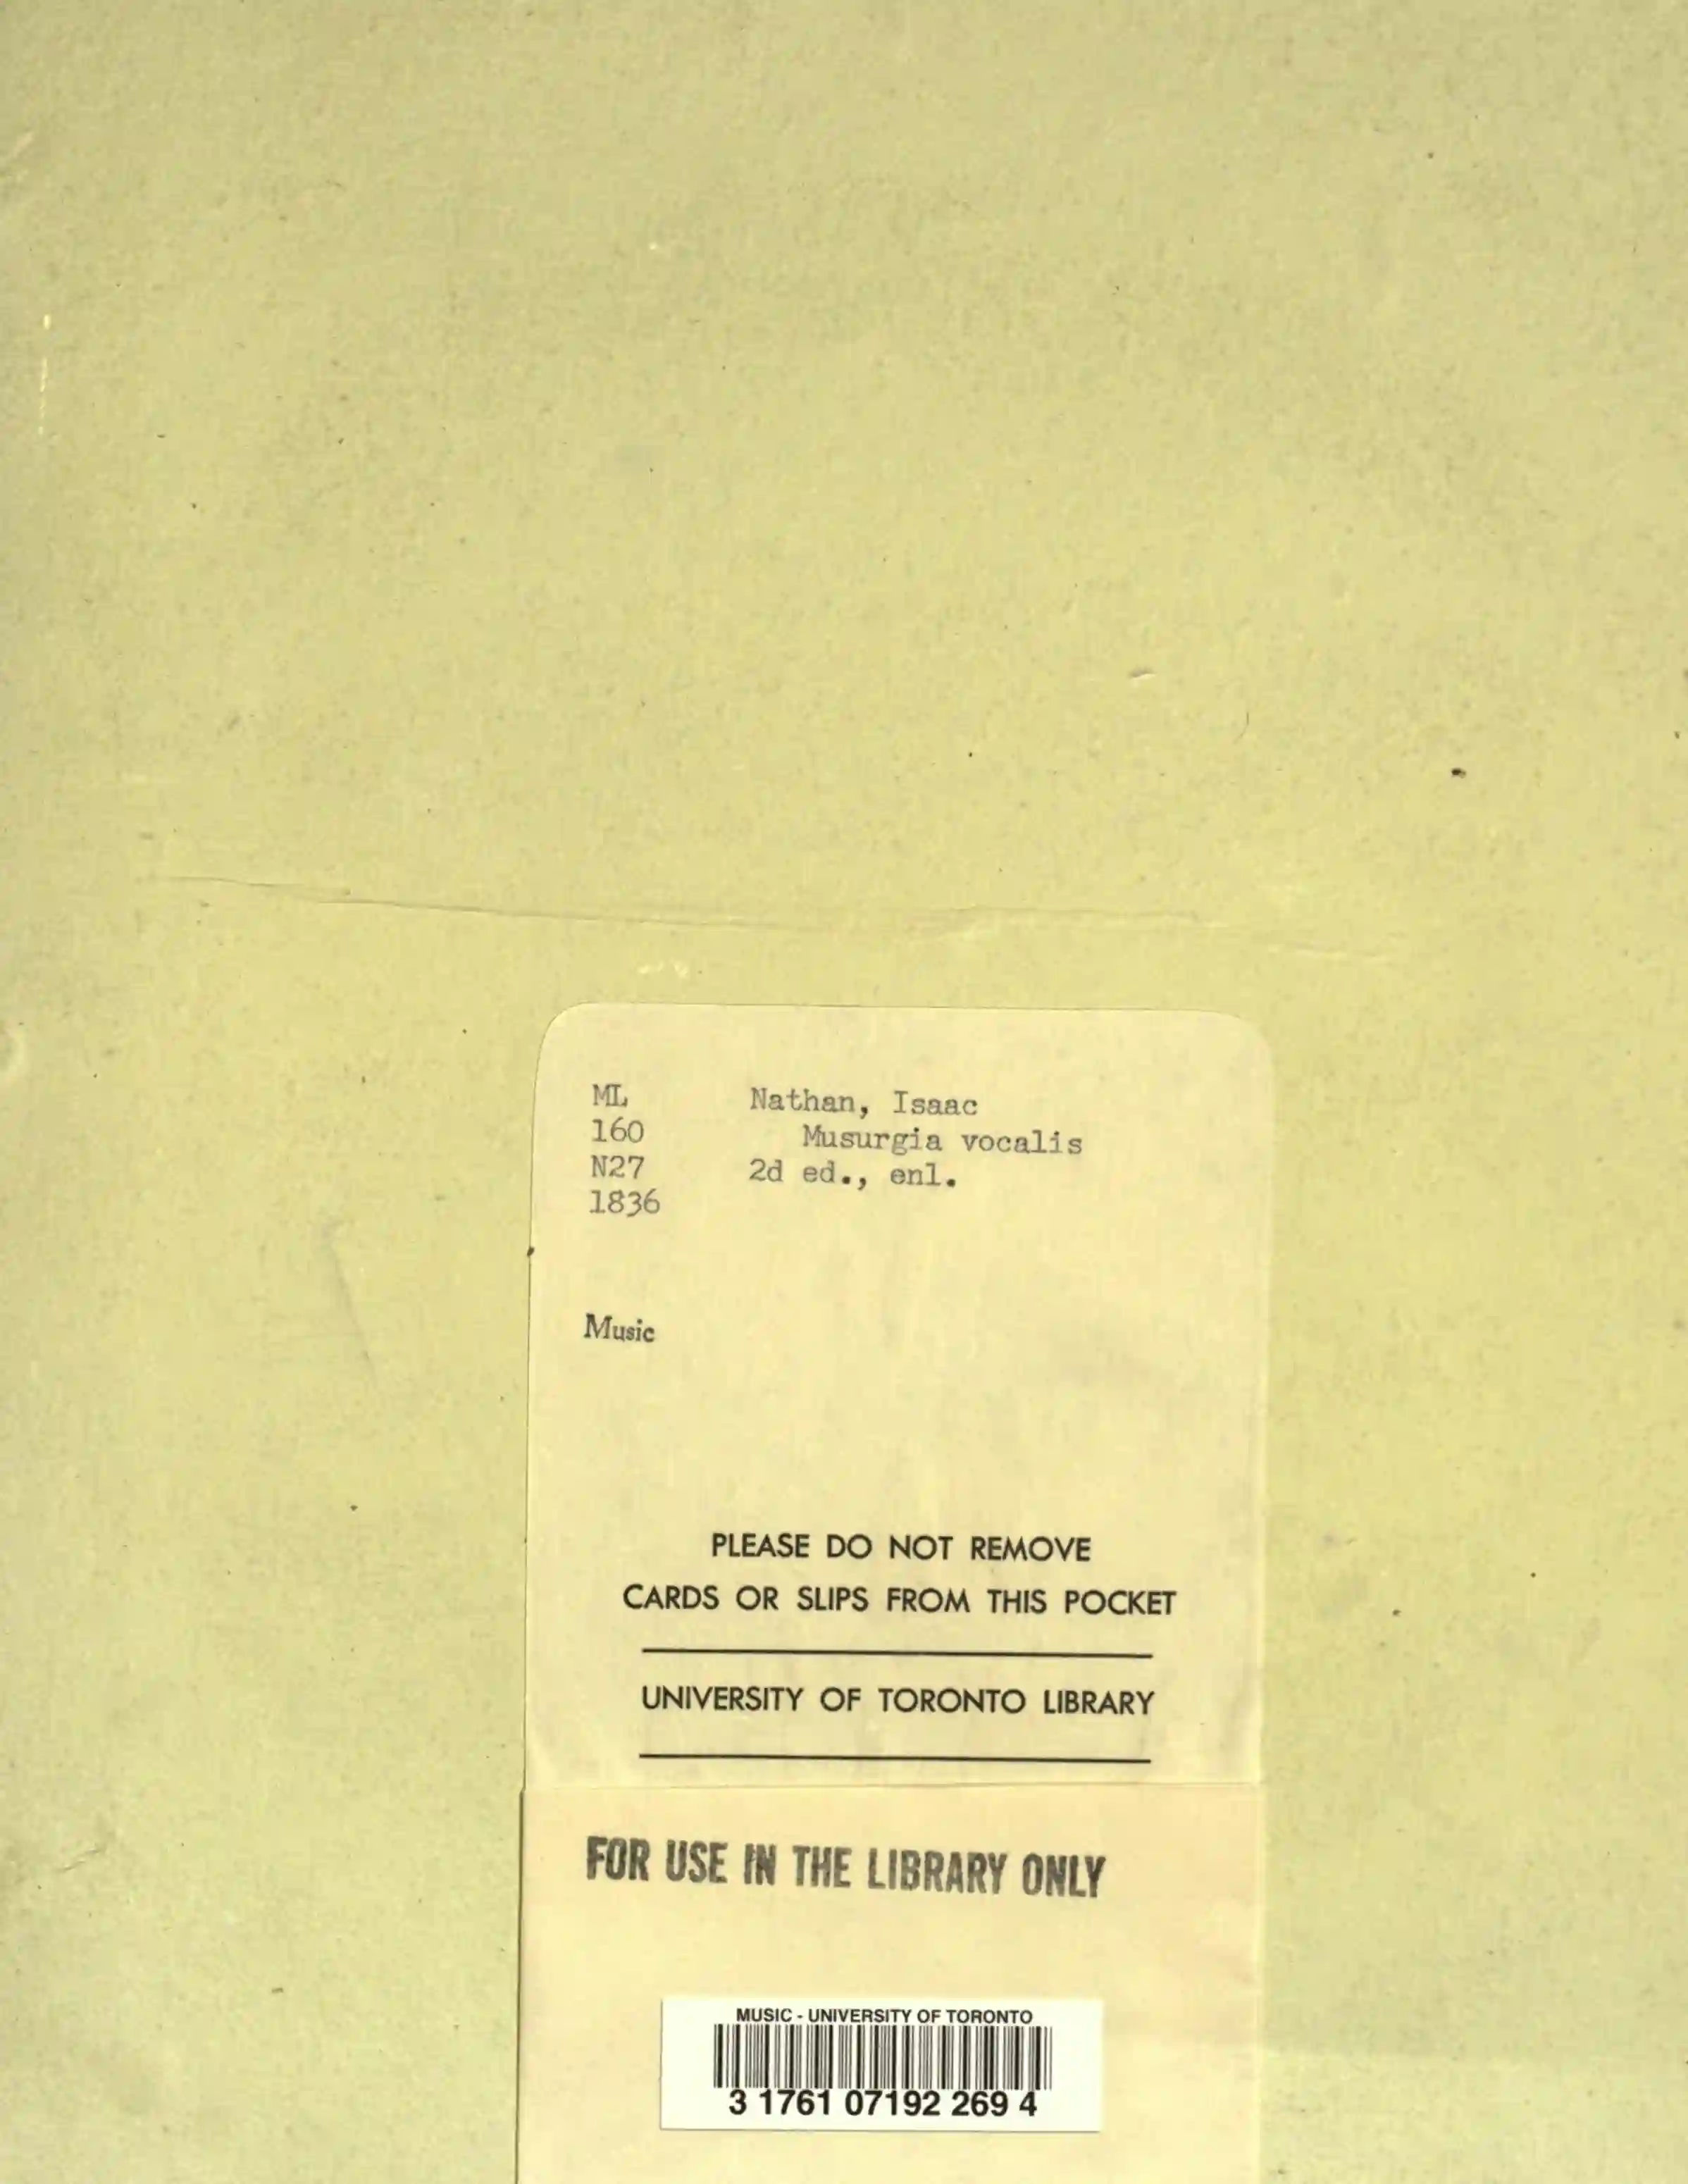 ML
160
N27
1836
Nathan, Isaac
Musurgia vocalis
2d ed., enl.
Music
PLEASE DO NOT REMOVE
CARDS OR SLIPS FROM THIS POCKET
UNIVERSITY OF TORONTO LIBRARY
FOR USE IN THE LIBRARY ONLY
MUSIC - UNIVERSITY OF TORONTO
3 1761 07192 269 4